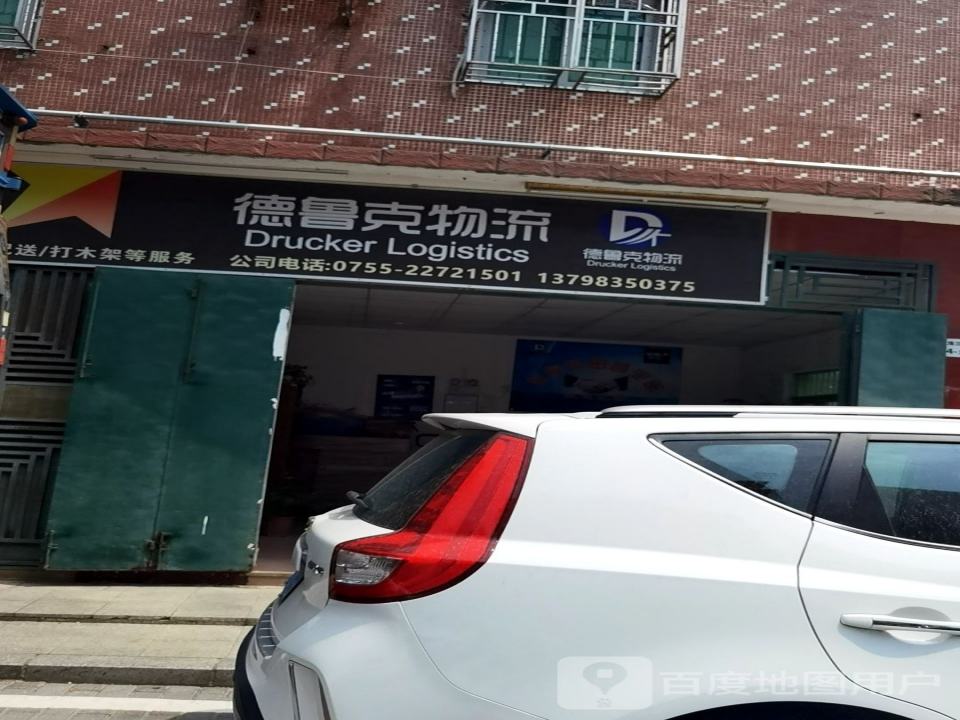 德鲁克物流
Drucker Logistics
德鲁克物流
Drucker Logistics
送/打木架等服务
公司电话:0755-22721501 13798350375
百度地图用户